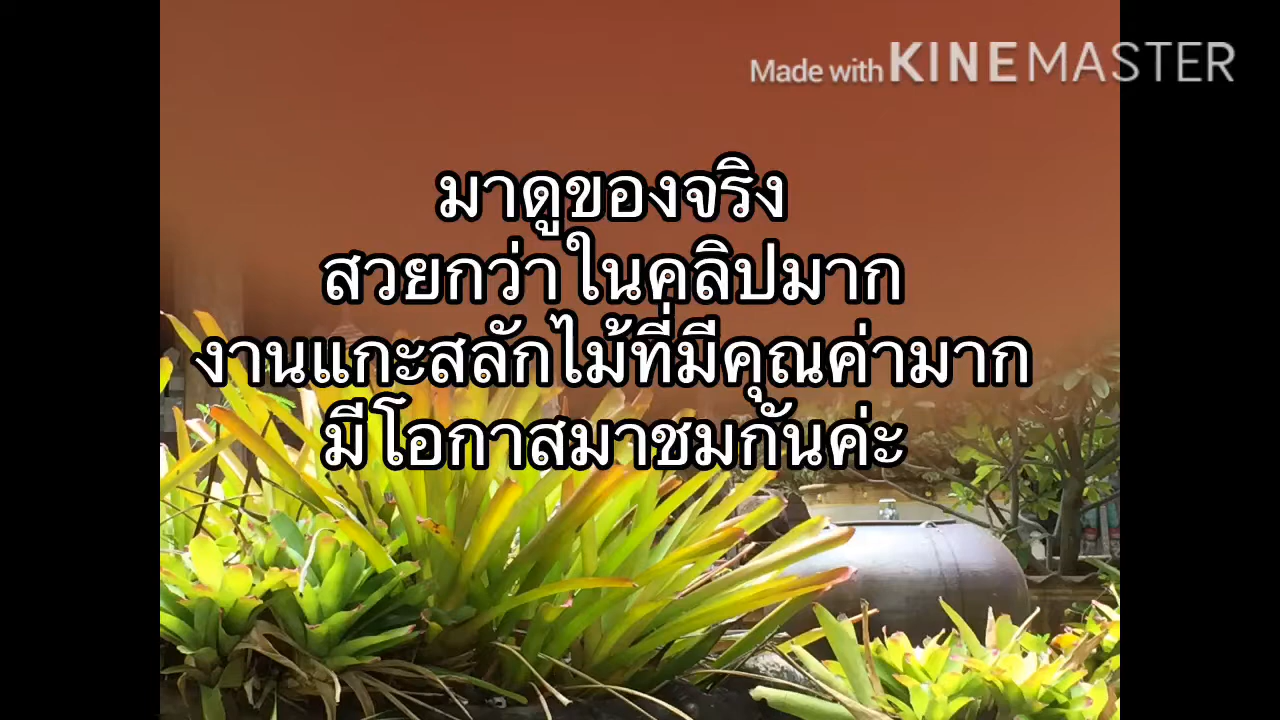 Made with KINEMASTER
มาดูของจริง
สวยกว่าในคลิปมาก
งานแกะสลักไม้ที่มีคุณค่ามาก
มีโอกาสมาชมกันค่ะ